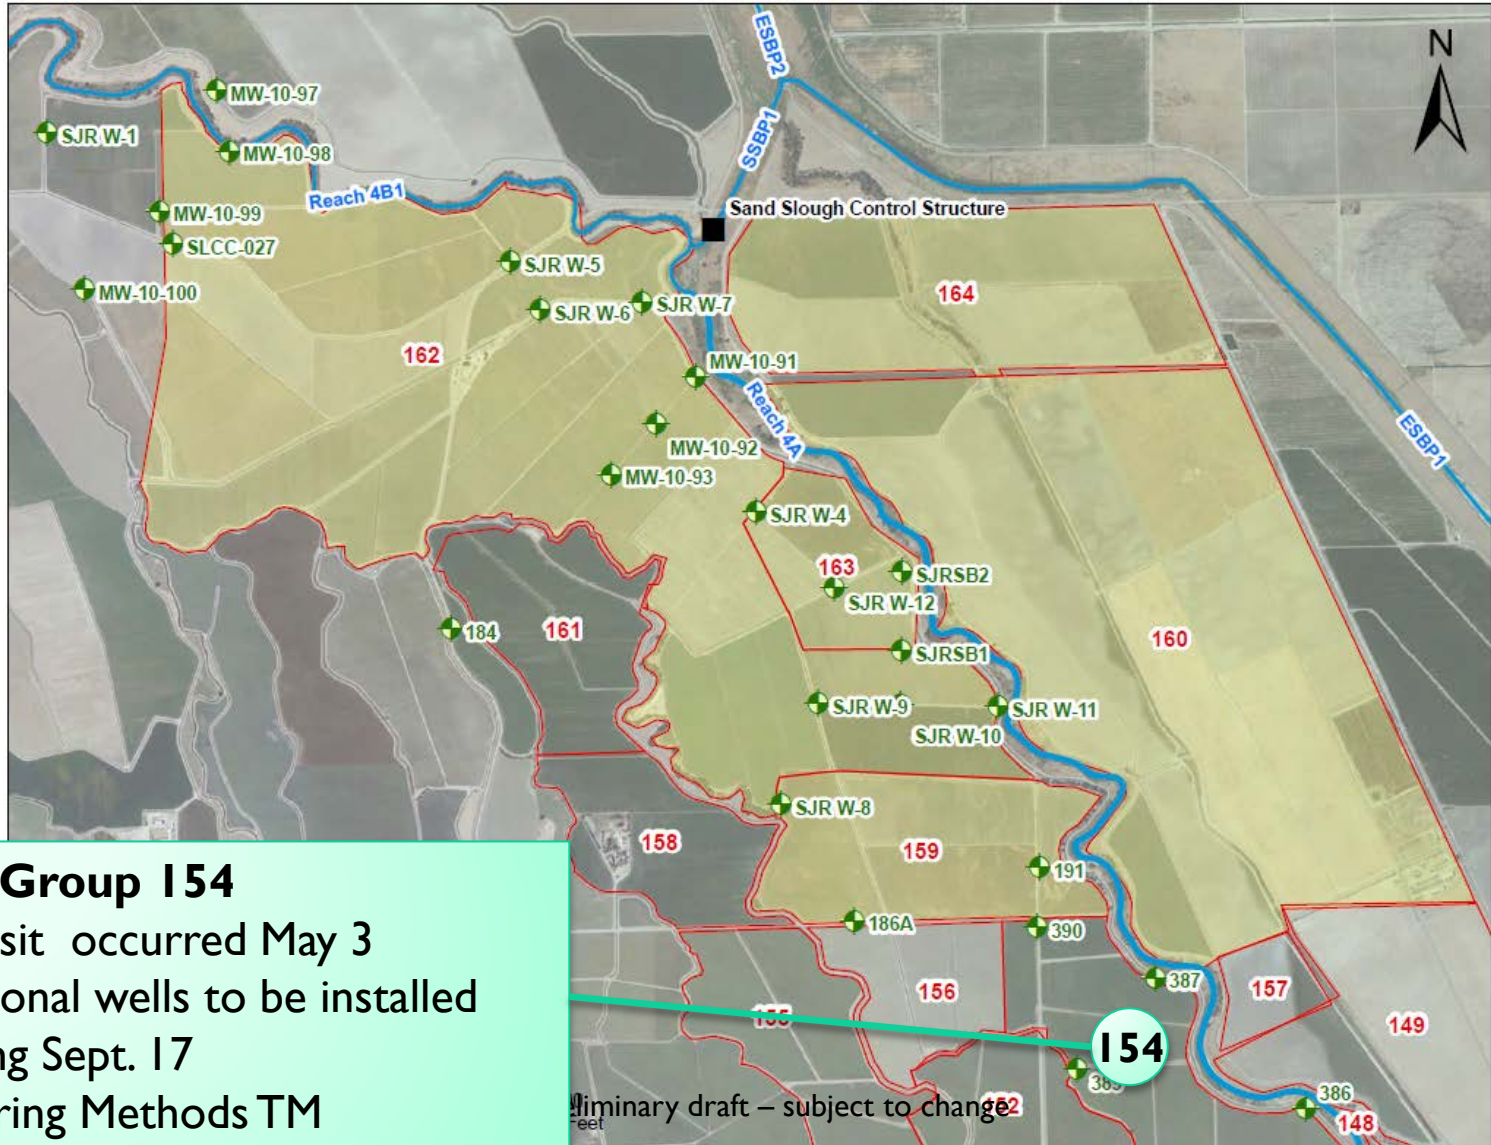 ESBP2
N
MW-10-97
SJR W-1
SSBP1
MW-10-98
Reach 4B1
MW-10-99
Sand Slough Control Structure
SLCC-027
SJR W-5
MW-10-100
164
SJR W-6
SJR W-7
162
MW-10-91
Reach 4A
ESBP1
MW-10-92
MW-10-93
SJR W-4
163
SJRSB2
SJR W-12
184
161
160
SJRSB1
SJR W-9
SJR W-11
SJR W-10
SJR W-8
158
159
191
Group 154
186A
390
sit occurred May 3
387
onal wells to be installed
156
157
155
149
ng Sept. 17
154
385
386
ring Methods TM
eliminary draft – subject to change
152
Feet
148